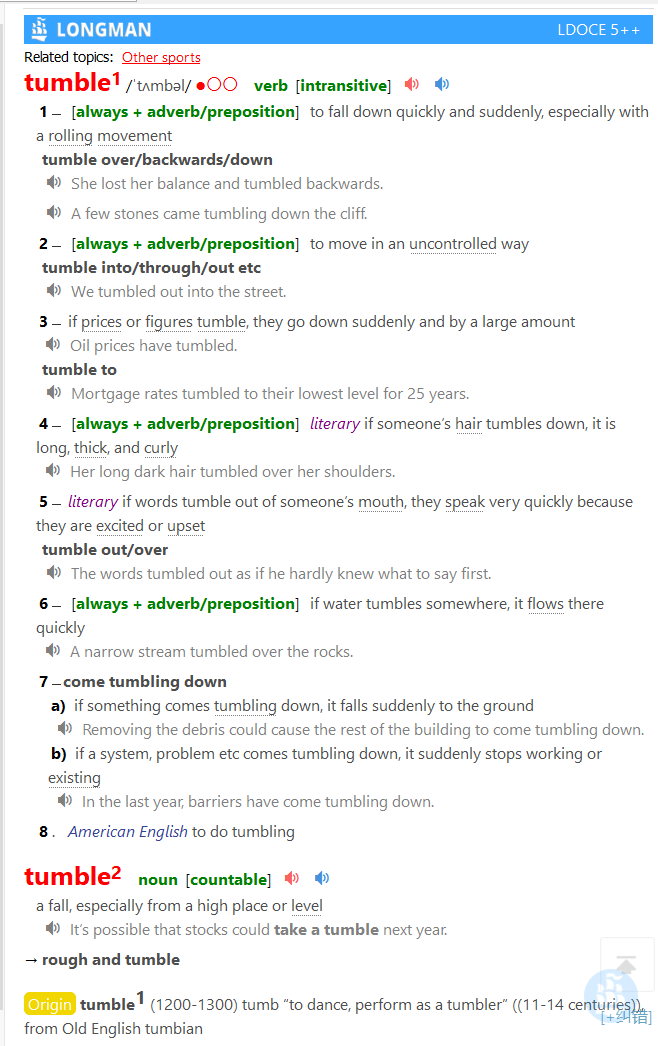 LONGMAN LDOCE 5++
Related topics: Other sports
tumble1 /ˈtʌmbəl/ ●○○ verb [intransitive]
1 – [always + adverb/preposition] to fall down quickly and suddenly, especially with
a rolling movement
tumble over/backwards/down
She lost her balance and tumbled backwards.
A few stones came tumbling down the cliff.
2 – [always + adverb/preposition] to move in an uncontrolled way
tumble into/through/out etc
We tumbled out into the street.
3 – if prices or figures tumble, they go down suddenly and by a large amount
Oil prices have tumbled.
tumble to
Mortgage rates tumbled to their lowest level for 25 years.
4 – [always + adverb/preposition] literary if someone’s hair tumbles down, it is
long, thick, and curly
Her long dark hair tumbled over her shoulders.
5 – literary if words tumble out of someone’s mouth, they speak very quickly because
they are excited or upset
tumble out/over
The words tumbled out as if he hardly knew what to say first.
6 – [always + adverb/preposition] if water tumbles somewhere, it flows there
quickly
A narrow stream tumbled over the rocks.
7 – come tumbling down
a) if something comes tumbling down, it falls suddenly to the ground
Removing the debris could cause the rest of the building to come tumbling down.
b) if a system, problem etc comes tumbling down, it suddenly stops working or
existing
In the last year, barriers have come tumbling down.
8 . American English to do tumbling
tumble2 noun [countable]
a fall, especially from a high place or level
It’s possible that stocks could take a tumble next year.
→ rough and tumble
Origin tumble1 (1200-1300) tumb “to dance, perform as a tumbler” ((11-14 centuries)),
from Old English tumbian
[+纠错]